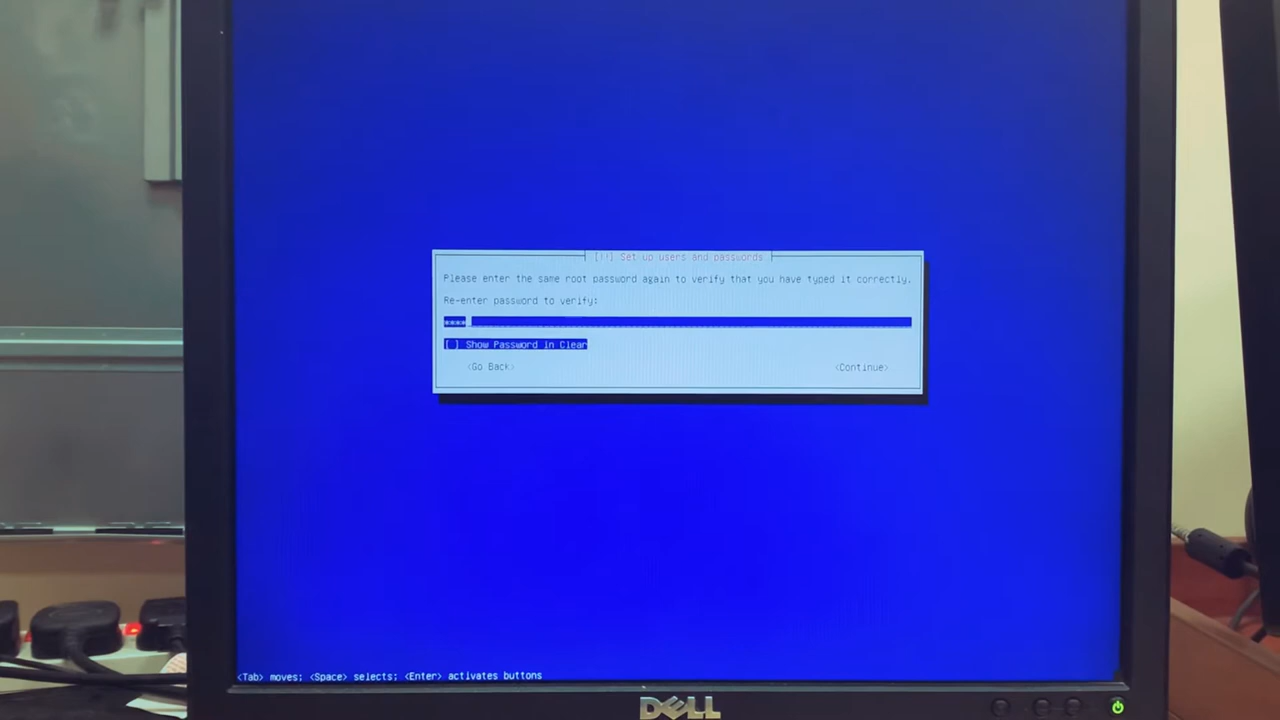 [!!] Set up users and passwords
Please enter the same root password again to verify that you have typed it correctly.
Re-enter password to verify:
****
[ ] Show Password in Clear
<Go Back>
<Continue>
<Tab> moves; <Space> selects; <Enter> activates buttons
DELL